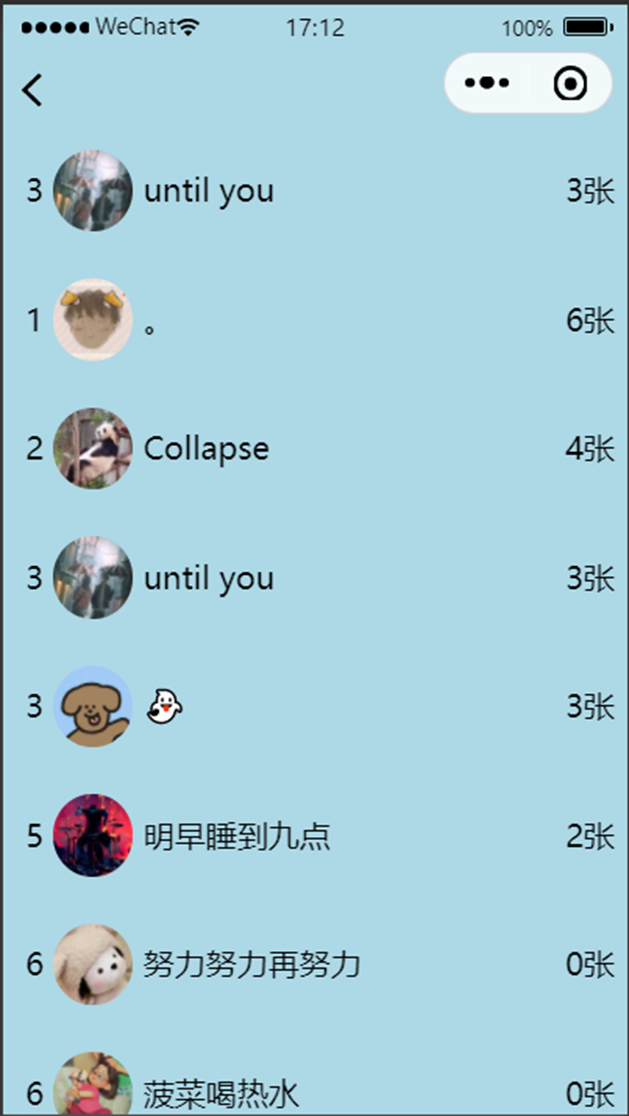 WeChat 17:12 100%
3 until you 3张
1 。 6张
2 Collapse 4张
3 until you 3张
3 👻 3张
5 明早睡到九点 2张
6 努力努力再努力 0张
6 菠菜喝热水 0张